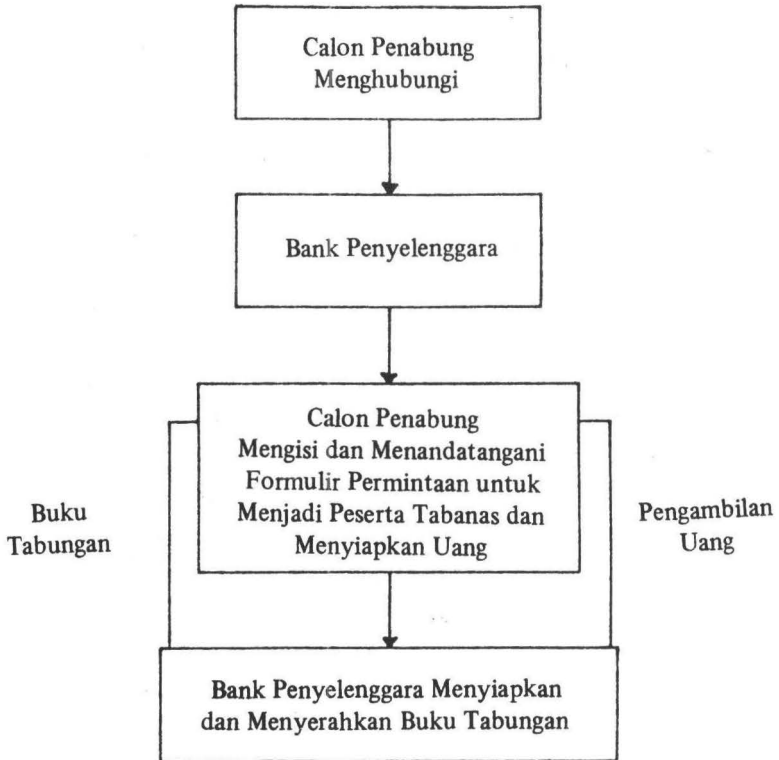 Calon Penabung
Menghubungi
Bank Penyelenggara
Calon Penabung
Mengisi dan Menandatangani
Formulir Permintaan untuk
Menjadi Peserta Tabanas dan
Menyiapkan Uang
Buku
Tabungan
Pengambilan
Uang
Bank Penyelenggara Menyiapkan
dan Menyerahkan Buku Tabungan